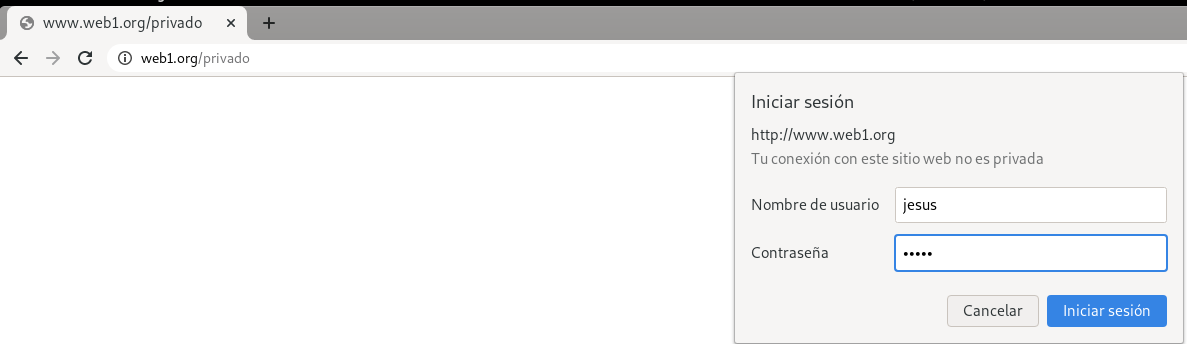 www.web1.org/privado
web1.org/privado
Iniciar sesión
http://www.web1.org
Tu conexión con este sitio web no es privada
Nombre de usuario jesus
Contraseña •••••
Cancelar Iniciar sesión